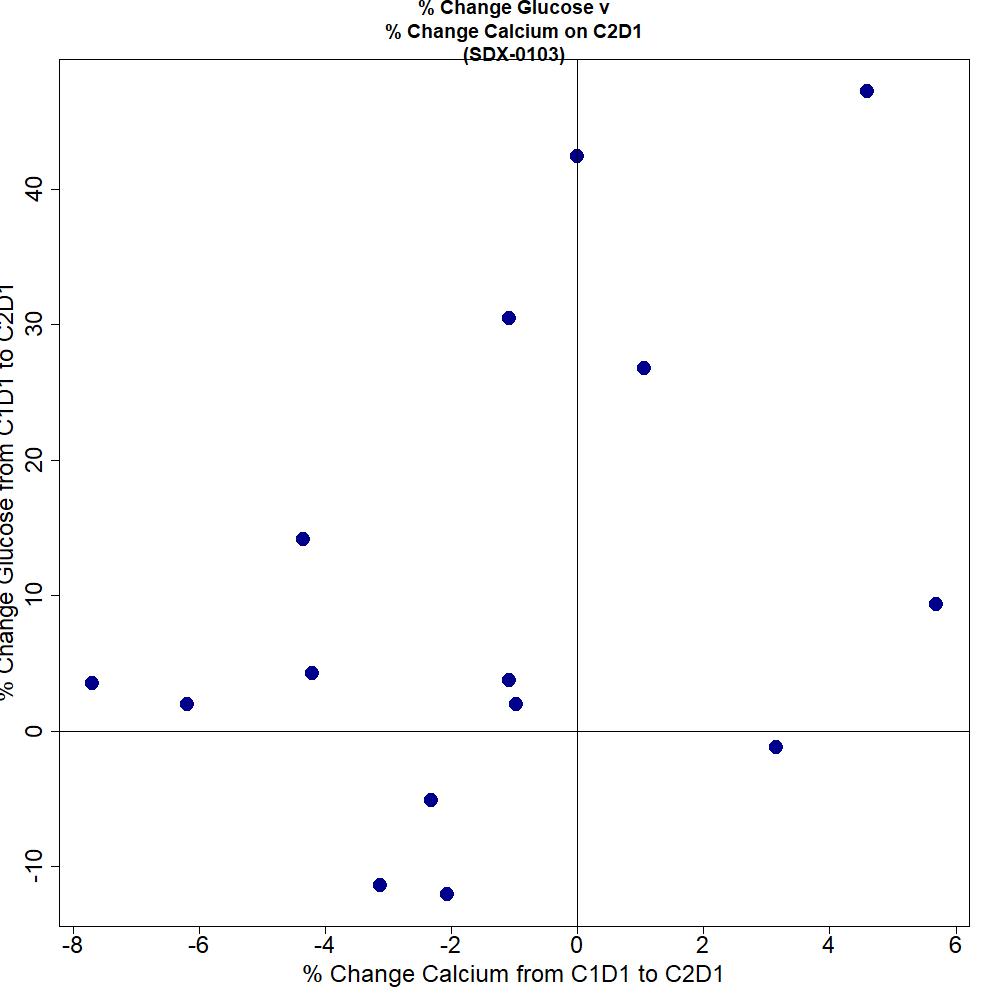 % Change Glucose v
% Change Calcium on C2D1
(SDX-0103)
% Change Glucose from C1D1 to C2D1
40
30
20
10
0
-10
-8 -6 -4 -2 0 2 4 6
% Change Calcium from C1D1 to C2D1